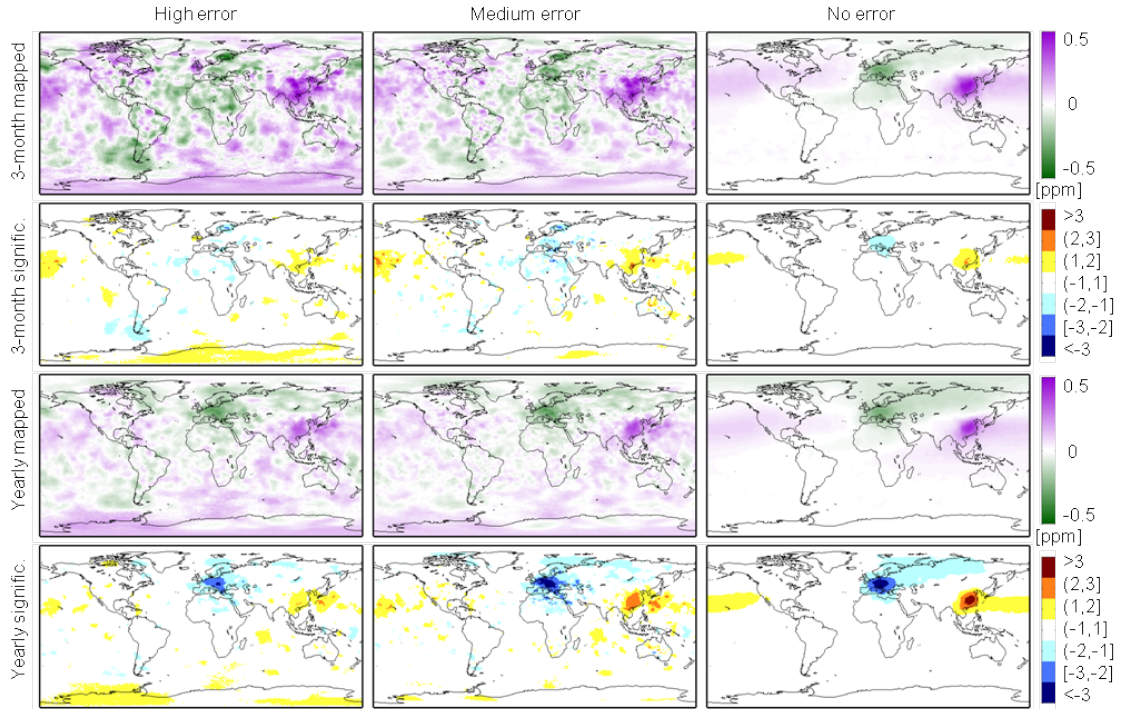 High error Medium error No error
3-month mapped
0.5
0
-0.5
[ppm]
3-month signific.
>3
(2,3]
(1,2]
(-1,1]
(-2,-1]
[-3,-2]
<-3
Yearly mapped
0.5
0
-0.5
[ppm]
Yearly signific.
>3
(2,3]
(1,2]
(-1,1]
(-2,-1]
[-3,-2]
<-3